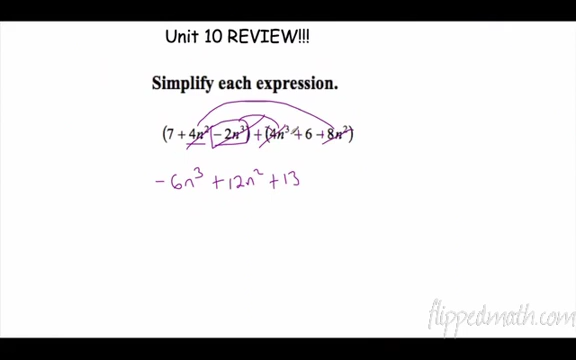 Unit 10 REVIEW!!!
Simplify each expression.
(7 + 4n² − 2n³) + (4n³ + 6 + 8n²)
− 6n³ + 12n² + 13
flippedmath.com